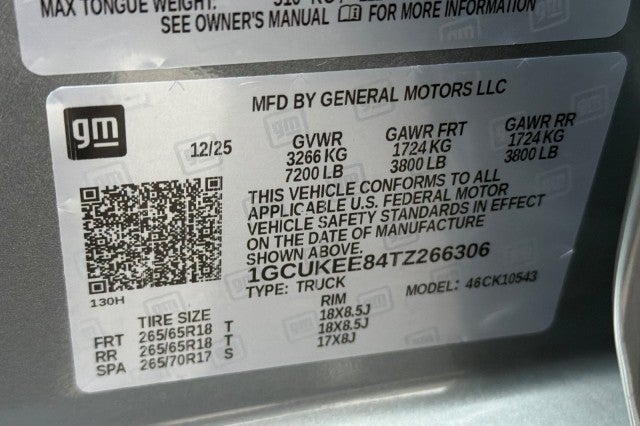 MAX TONGUE WEIGHT:
SEE OWNER'S MANUAL FOR MORE INFORMATION
gm
MFD BY GENERAL MOTORS LLC
12/25 GVWR GAWR FRT GAWR RR
3266 KG 1724 KG 1724 KG
7200 LB 3800 LB 3800 LB
THIS VEHICLE CONFORMS TO ALL
APPLICABLE U.S. FEDERAL MOTOR
VEHICLE SAFETY STANDARDS IN EFFECT
ON THE DATE OF MANUFACTURE
SHOWN ABOVE.
1GCUKEE84TZ266306
TYPE: TRUCK MODEL: 46CK10543
130H
TIRE SIZE RIM
FRT 265/65R18 T 18X8.5J
RR 265/65R18 T 18X8.5J
SPA 265/70R17 S 17X8J